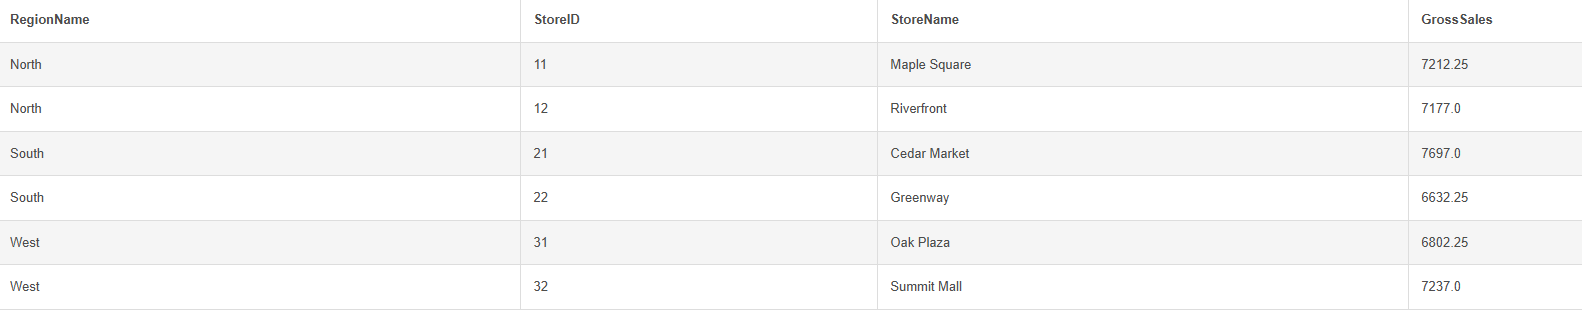 RegionName StoreID StoreName GrossSales
North 11 Maple Square 7212.25
North 12 Riverfront 7177.0
South 21 Cedar Market 7697.0
South 22 Greenway 6632.25
West 31 Oak Plaza 6802.25
West 32 Summit Mall 7237.0